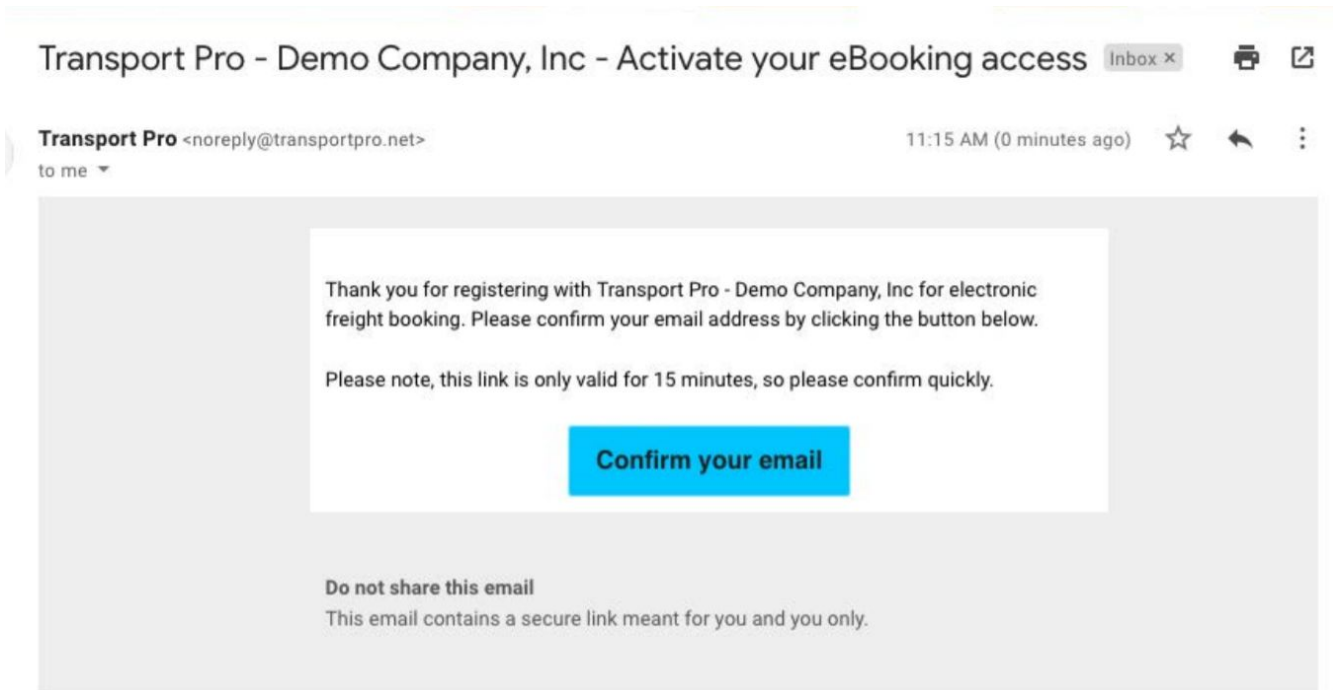 Transport Pro - Demo Company, Inc - Activate your eBooking access Inbox ×
Transport Pro <noreply@transportpro.net> 11:15 AM (0 minutes ago)
to me
Thank you for registering with Transport Pro - Demo Company, Inc for electronic
freight booking. Please confirm your email address by clicking the button below.
Please note, this link is only valid for 15 minutes, so please confirm quickly.
Confirm your email
Do not share this email
This email contains a secure link meant for you and you only.